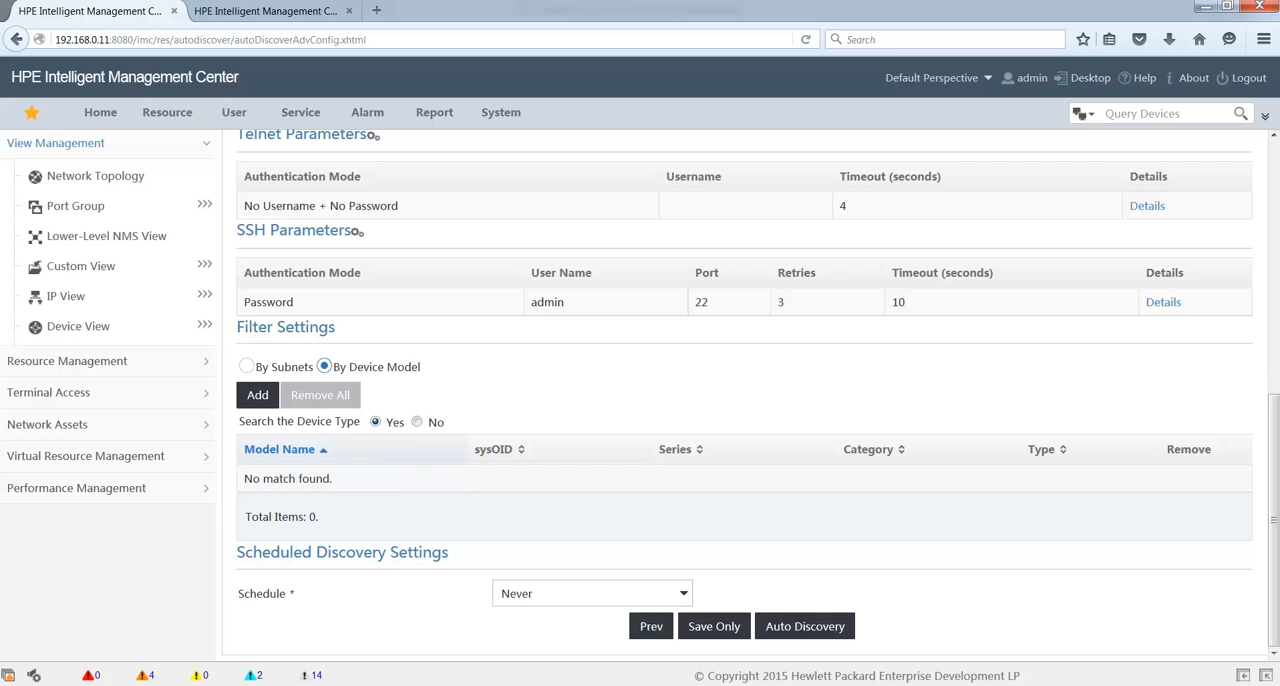 HPE Intelligent Management C... × HPE Intelligent Management C... × +
192.168.0.11:8080/imc/res/autodiscover/autoDiscoverAdvConfig.xhtml Search
HPE Intelligent Management Center Default Perspective admin Desktop Help About Logout
Home Resource User Service Alarm Report System Query Devices
View Management
Network Topology
Port Group
Lower-Level NMS View
Custom View
IP View
Device View
Resource Management
Terminal Access
Network Assets
Virtual Resource Management
Performance Management
Telnet Parameters
Authentication Mode Username Timeout (seconds) Details
No Username + No Password 4 Details
SSH Parameters
Authentication Mode User Name Port Retries Timeout (seconds) Details
Password admin 22 3 10 Details
Filter Settings
By Subnets By Device Model
Add Remove All
Search the Device Type Yes No
Model Name sysOID Series Category Type Remove
No match found.
Total Items: 0.
Scheduled Discovery Settings
Schedule * Never
Prev Save Only Auto Discovery
0 4 0 2 14 © Copyright 2015 Hewlett Packard Enterprise Development LP